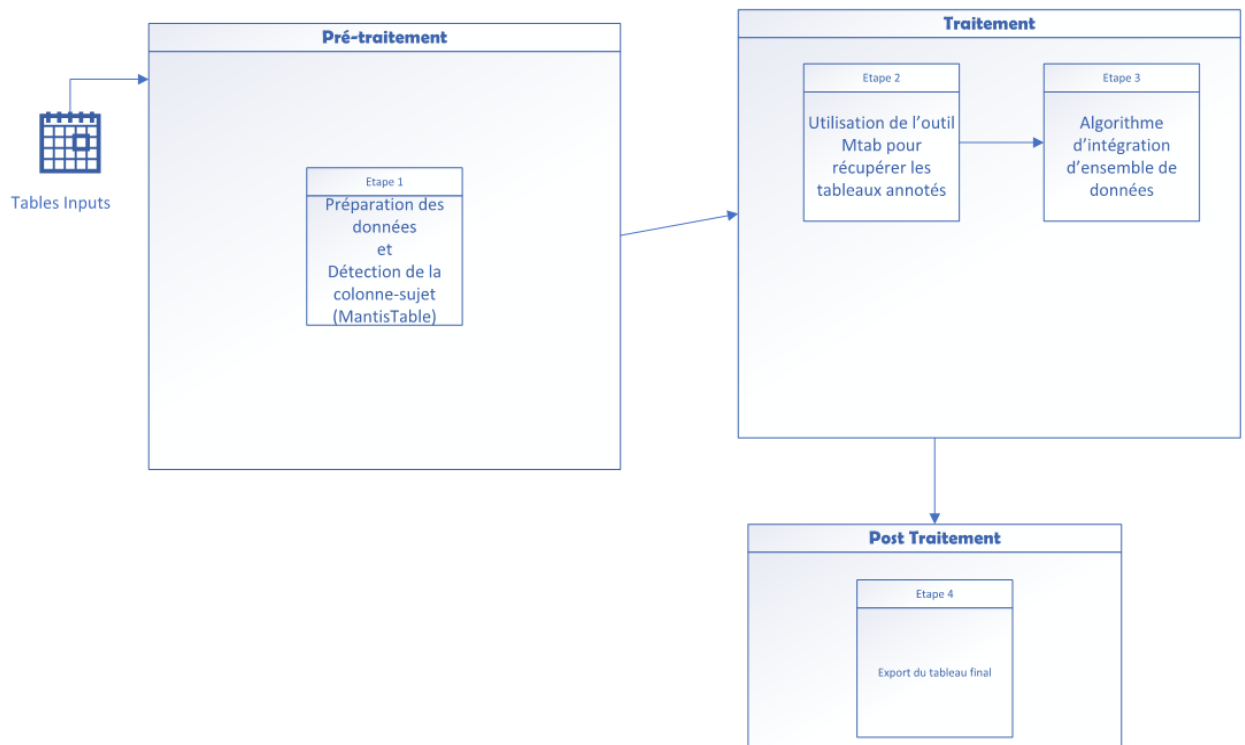 Pré-traitement
Tables Inputs
Etape 1
Préparation des
données
et
Détection de la
colonne-sujet
(MantisTable)
Traitement
Etape 2
Utilisation de l’outil
Mtab pour
récupérer les
tableaux annotés
Etape 3
Algorithme
d’intégration
d’ensemble de
données
Post Traitement
Etape 4
Export du tableau final